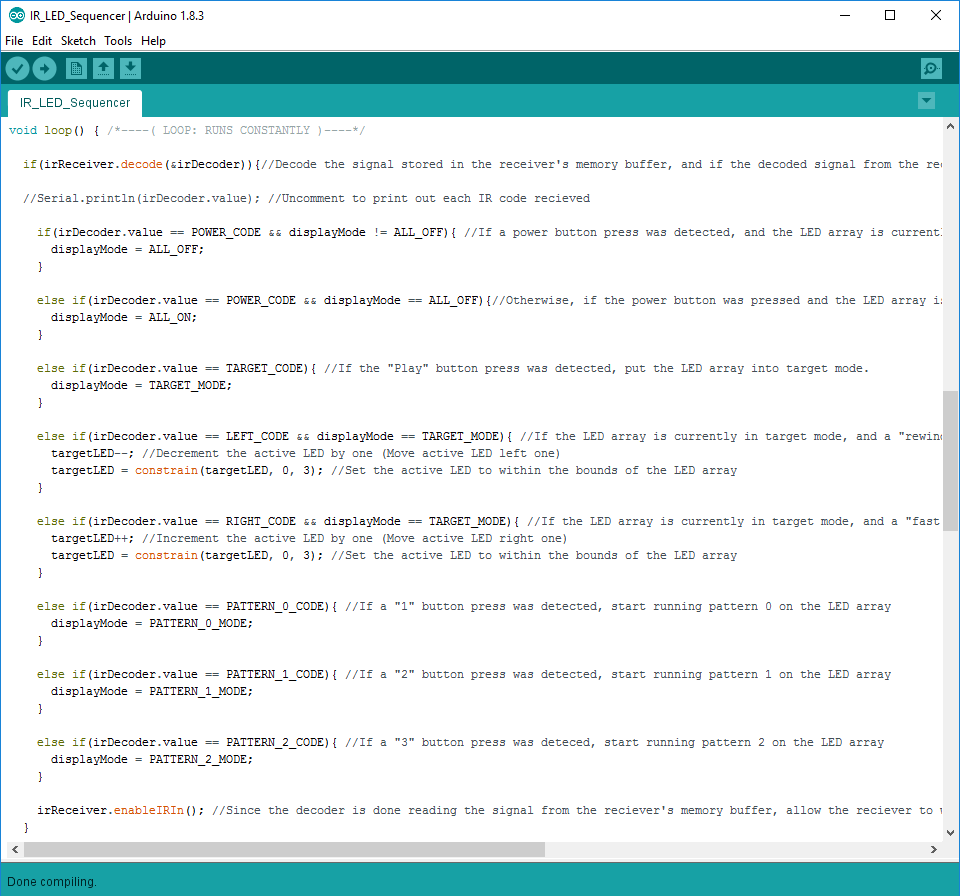 IR_LED_Sequencer | Arduino 1.8.3
File Edit Sketch Tools Help
IR_LED_Sequencer
void loop() { /*----( LOOP: RUNS CONSTANTLY )----*/
if(irReceiver.decode(&irDecoder)){//Decode the signal stored in the receiver's memory buffer, and if the decoded signal from the rec
//Serial.println(irDecoder.value); //Uncomment to print out each IR code recieved
if(irDecoder.value == POWER_CODE && displayMode != ALL_OFF){ //If a power button press was detected, and the LED array is currentl
displayMode = ALL_OFF;
}
else if(irDecoder.value == POWER_CODE && displayMode == ALL_OFF){//Otherwise, if the power button was pressed and the LED array is
displayMode = ALL_ON;
}
else if(irDecoder.value == TARGET_CODE){ //If the "Play" button press was detected, put the LED array into target mode.
displayMode = TARGET_MODE;
}
else if(irDecoder.value == LEFT_CODE && displayMode == TARGET_MODE){ //If the LED array is currently in target mode, and a "rewind
targetLED--; //Decrement the active LED by one (Move active LED left one)
targetLED = constrain(targetLED, 0, 3); //Set the active LED to within the bounds of the LED array
}
else if(irDecoder.value == RIGHT_CODE && displayMode == TARGET_MODE){ //If the LED array is currently in target mode, and a "fast
targetLED++; //Increment the active LED by one (Move active LED right one)
targetLED = constrain(targetLED, 0, 3); //Set the active LED to within the bounds of the LED array
}
else if(irDecoder.value == PATTERN_0_CODE){ //If a "1" button press was detected, start running pattern 0 on the LED array
displayMode = PATTERN_0_MODE;
}
else if(irDecoder.value == PATTERN_1_CODE){ //If a "2" button press was detected, start running pattern 1 on the LED array
displayMode = PATTERN_1_MODE;
}
else if(irDecoder.value == PATTERN_2_CODE){ //If a "3" button press was deteced, start running pattern 2 on the LED array
displayMode = PATTERN_2_MODE;
}
irReceiver.enableIRIn(); //Since the decoder is done reading the signal from the reciever's memory buffer, allow the reciever to
}
Done compiling.